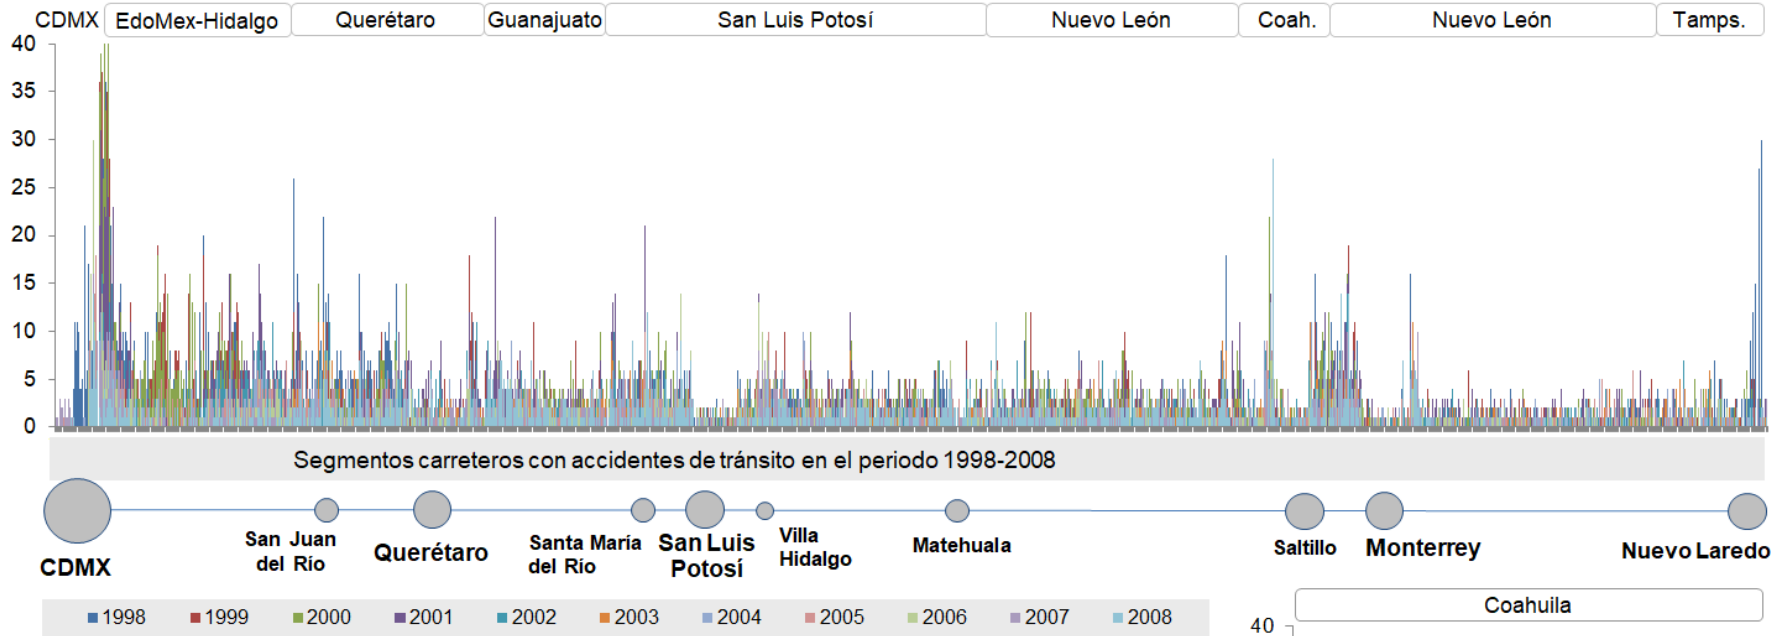 CDMX EdoMex-Hidalgo Querétaro Guanajuato San Luis Potosí Nuevo León Coah. Nuevo León Tamps.
40
35
30
25
20
15
10
5
0
Segmentos carreteros con accidentes de tránsito en el periodo 1998-2008
CDMX
San Juan
del Río
Querétaro
Santa María
del Río
San Luis
Potosí
Villa
Hidalgo
Matehuala
Saltillo
Monterrey
Nuevo Laredo
1998 1999 2000 2001 2002 2003 2004 2005 2006 2007 2008
Coahuila
40